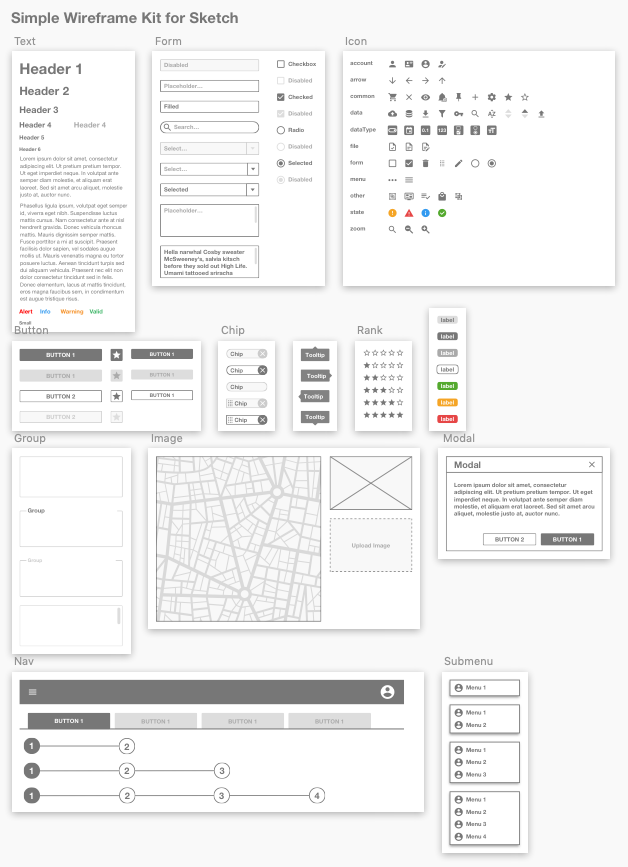 Simple Wireframe Kit for Sketch
Text
Header 1
Header 2
Header 3
Header 4 Header 4
Header 5
Header 6
Lorem ipsum dolor sit amet, consectetur
adipiscing elit. Ut pretium pretium tempor.
Ut eget imperdiet neque. In volutpat ante
semper diam molestie, et aliquam erat
laoreet. Sed sit amet arcu aliquet, molestie
justo at, auctor nunc.
Phasellus ligula ipsum, volutpat eget semper
id, viverra eget nibh. Suspendisse luctus
mattis cursus. Nam consectetur ante at nisl
hendrerit gravida. Donec vehicula rhoncus
mattis. Mauris dignissim semper mattis.
Fusce porttitor a mi at suscipit. Praesent
facilisis diam sapien, vel sodales augue
mollis ut. Mauris venenatis magna eu tortor
posuere luctus. Aenean tincidunt turpis sed
dui aliquam vehicula. Praesent nec elit non
dolor consectetur tincidunt sed in felis.
Donec elementum, lacus at mattis tincidunt,
eros magna faucibus sem, in condimentum
est augue tristique risus.
Alert Info Warning Valid
Small
Form
Disabled
Placeholder...
Filled
Search...
Select...
Select...
Selected
Placeholder...
Hella narwhal Cosby sweater
McSweeney's, salvia kitsch
before they sold out High Life.
Umami tattooed sriracha
Checkbox
Disabled
Checked
Disabled
Radio
Disabled
Selected
Disabled
Icon
account
arrow
common
data
dataType
0.1 123
file
form
menu
other
state
zoom
Button
BUTTON 1 BUTTON 1
BUTTON 1 BUTTON 1
BUTTON 2 BUTTON 1
BUTTON 2
Chip
Chip
Chip
Chip
Chip
Chip
Tooltip
Tooltip
Tooltip
Tooltip
Rank
label
label
label
label
label
label
label
Group
Group
Group
Image
Upload Image
Modal
Modal
Lorem ipsum dolor sit amet, consectetur
adipiscing elit. Ut pretium pretium tempor. Ut eget
imperdiet neque. In volutpat ante semper diam
molestie, et aliquam erat laoreet. Sed sit amet arcu
aliquet, molestie justo at, auctor nunc.
BUTTON 2 BUTTON 1
Nav
BUTTON 1 BUTTON 1 BUTTON 1 BUTTON 1
1 2
1 2 3
1 2 3 4
Submenu
Menu 1
Menu 1
Menu 2
Menu 1
Menu 2
Menu 3
Menu 1
Menu 2
Menu 3
Menu 4